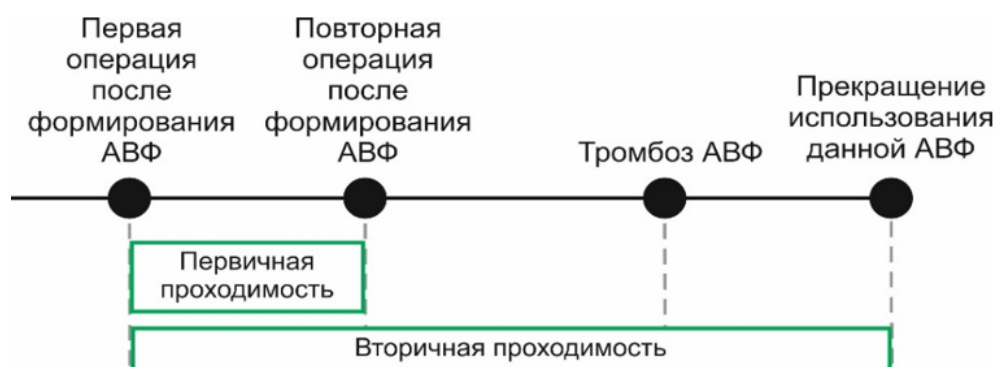 Первая
операция
после
формирования
АВФ
Повторная
операция
после
формирования
АВФ
Тромбоз АВФ
Прекращение
использования
данной АВФ
Первичная
проходимость
Вторичная проходимость